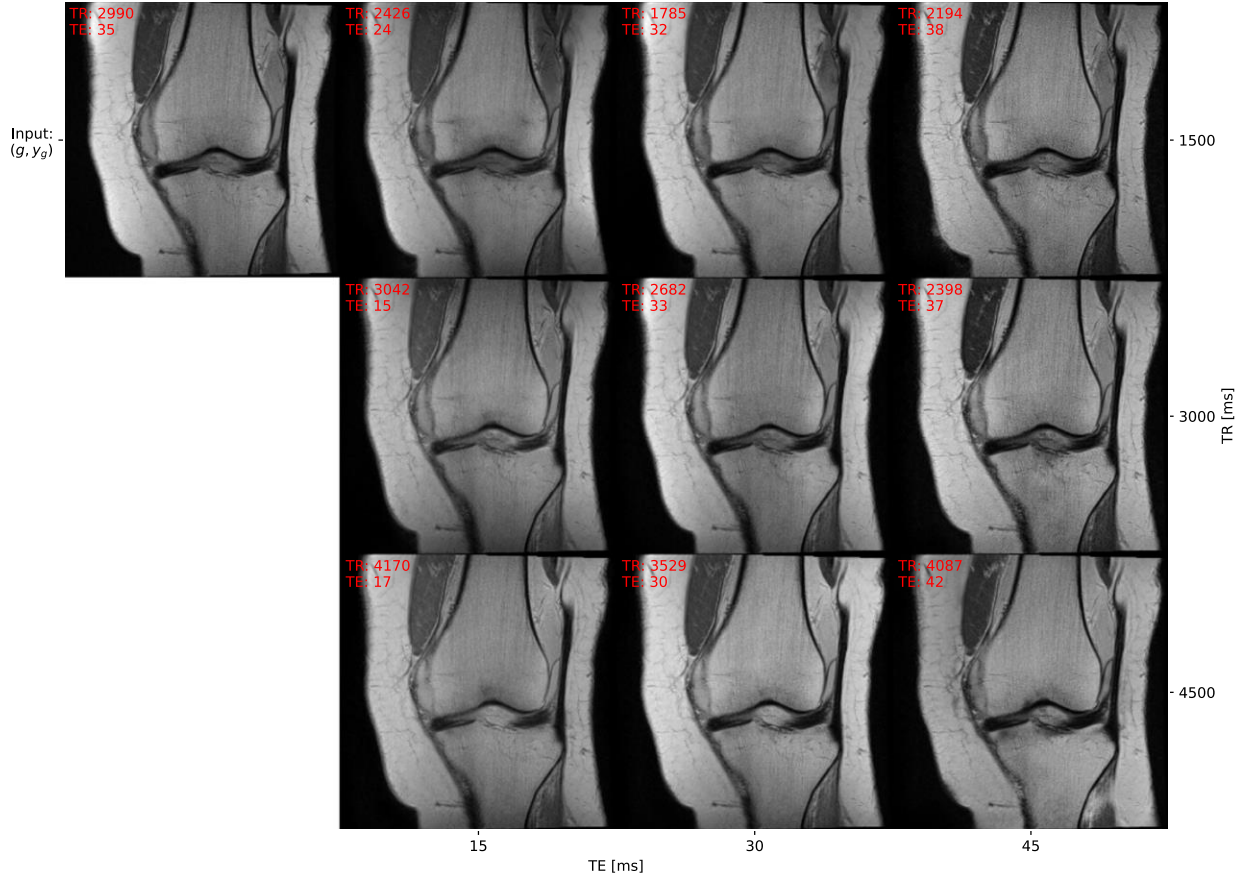 TR: 2990
TE: 35
TR: 2426
TE: 24
TR: 1785
TE: 32
TR: 2194
TE: 38
Input:
(g, y_g)
1500
TR: 3042
TE: 15
TR: 2682
TE: 33
TR: 2398
TE: 37
3000
TR [ms]
TR: 4170
TE: 17
TR: 3529
TE: 30
TR: 4087
TE: 42
4500
15
30
45
TE [ms]